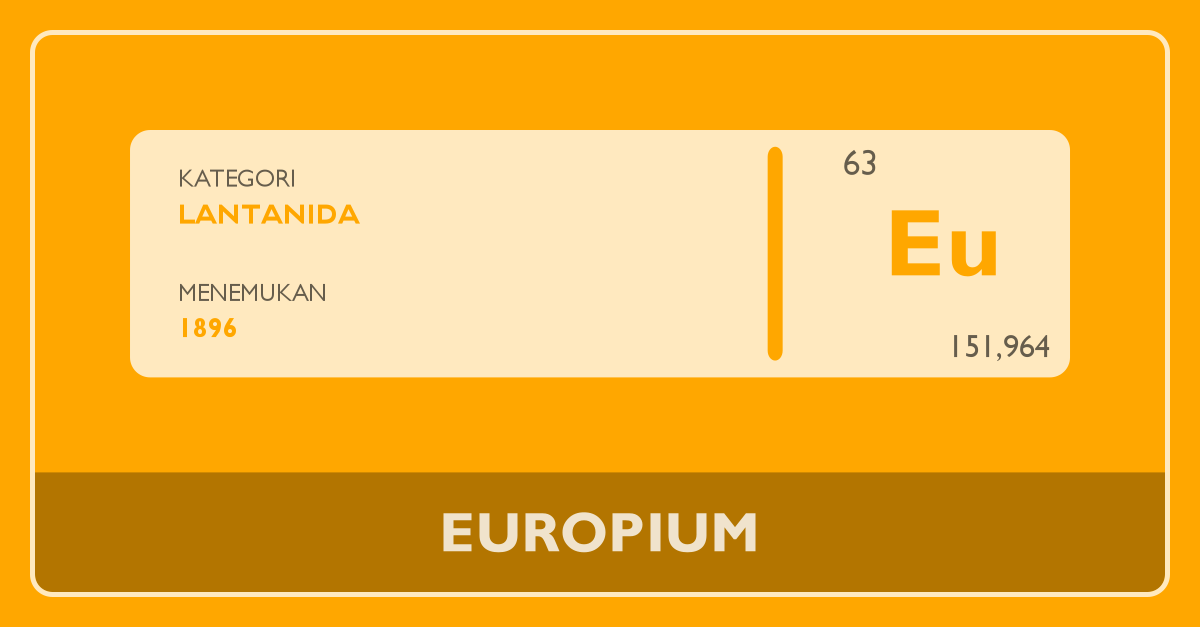 KATEGORI
LANTANIDA
MENEMUKAN
1896
63
Eu
151,964
EUROPIUM